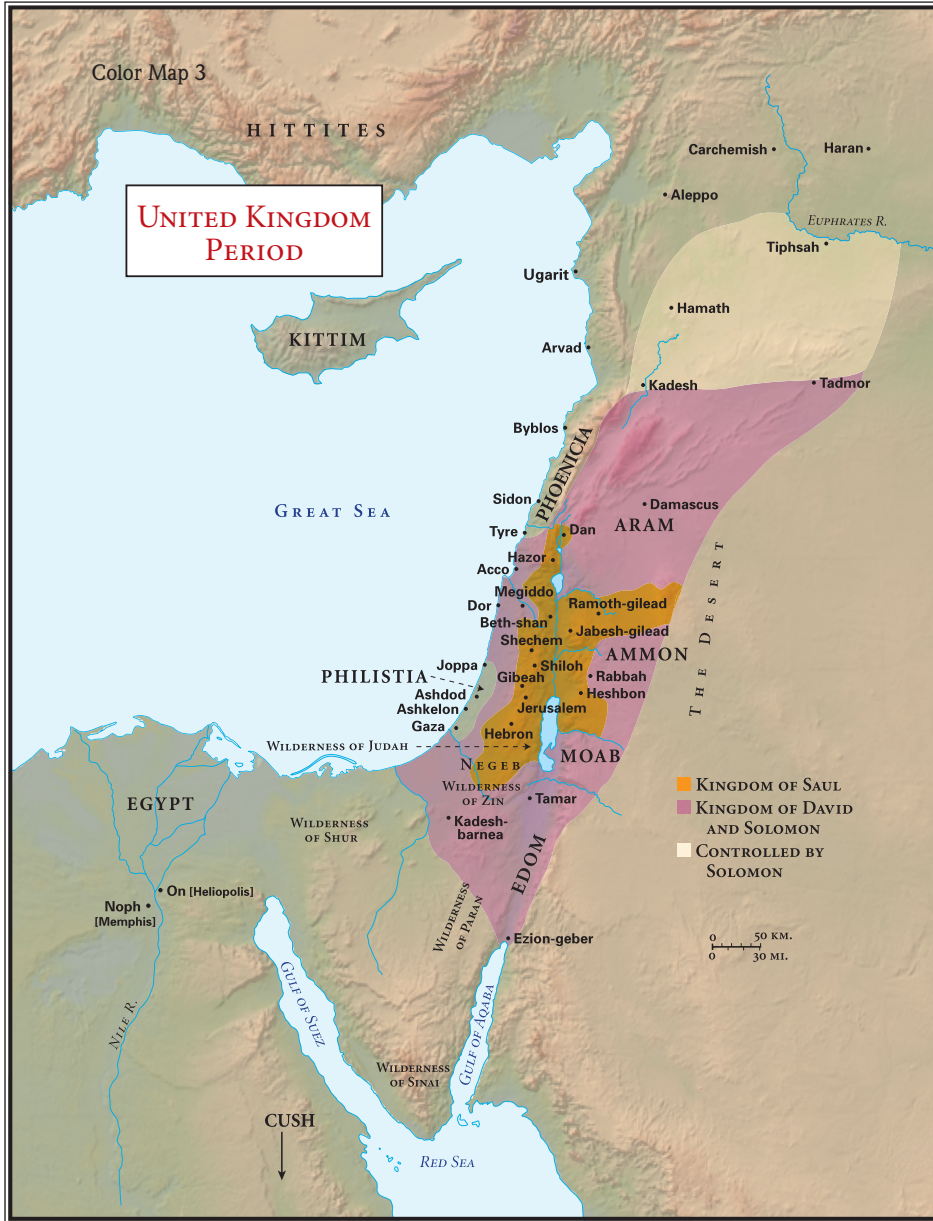 Color Map 3
HITTITES
Carchemish
Haran
Aleppo
UNITED KINGDOM
PERIOD
EUPHRATES R.
Tiphsah
Ugarit
Hamath
KITTIM
Arvad
Kadesh
Tadmor
Byblos
PHOENICIA
Sidon
Damascus
GREAT SEA
ARAM
Tyre
Dan
Hazor
Acco
THE DESERT
Megiddo
Dor
Ramoth-gilead
Beth-shan
Jabesh-gilead
Shechem
AMMON
Joppa
Shiloh
PHILISTIA
Gibeah
Rabbah
Ashdod
Heshbon
Ashkelon
Jerusalem
Gaza
Hebron
WILDERNESS OF JUDAH
NEGEB
MOAB
WILDERNESS
OF ZIN
Tamar
EGYPT
KINGDOM OF SAUL
KINGDOM OF DAVID
AND SOLOMON
CONTROLLED BY
SOLOMON
WILDERNESS
OF SHUR
Kadesh-
barnea
EDOM
On [Heliopolis]
Noph
[Memphis]
WILDERNESS
OF PARAN
Ezion-geber
0 50 KM.
0 30 MI.
GULF OF SUEZ
GULF OF AQABA
NILE R.
WILDERNESS
OF SINAI
CUSH
RED SEA